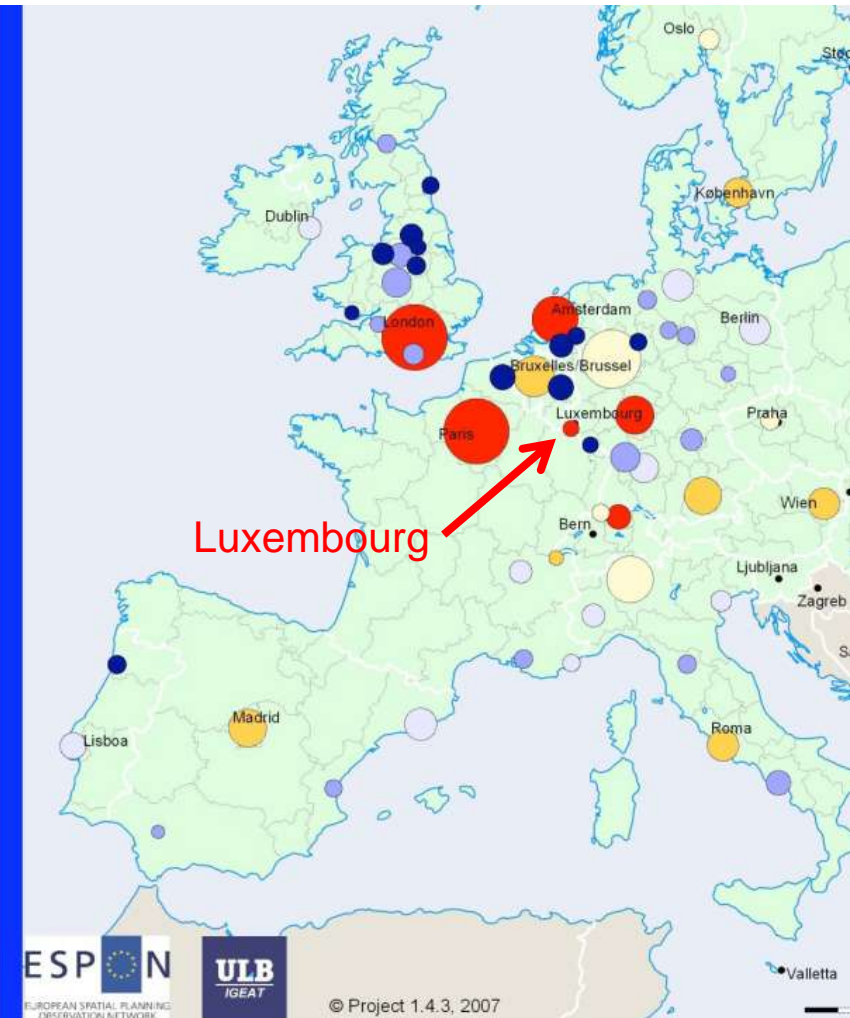 Oslo
Stoc
København
Dublin
London
Amsterdam
Berlin
Bruxelles/Brussel
Luxembourg
Praha
Paris
Luxembourg
Wien
Bern
Ljubljana
Zagreb
Sa
Madrid
Roma
Lisboa
ESPON
EUROPEAN SPATIAL PLANNING
OBSERVATION NETWORK
ULB
IGEAT
© Project 1.4.3, 2007
Valletta